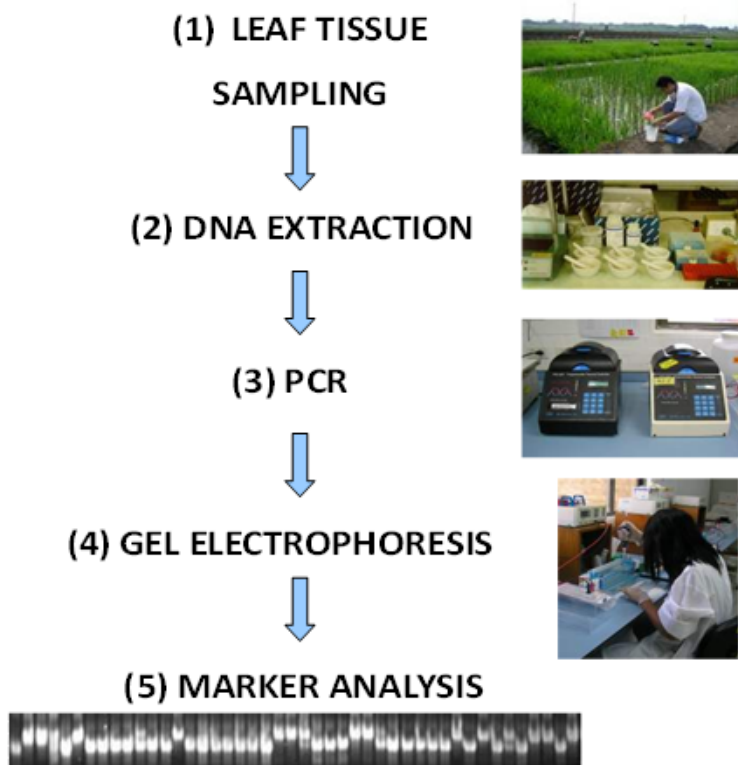 (1) LEAF TISSUE
SAMPLING
(2) DNA EXTRACTION
(3) PCR
(4) GEL ELECTROPHORESIS
(5) MARKER ANALYSIS